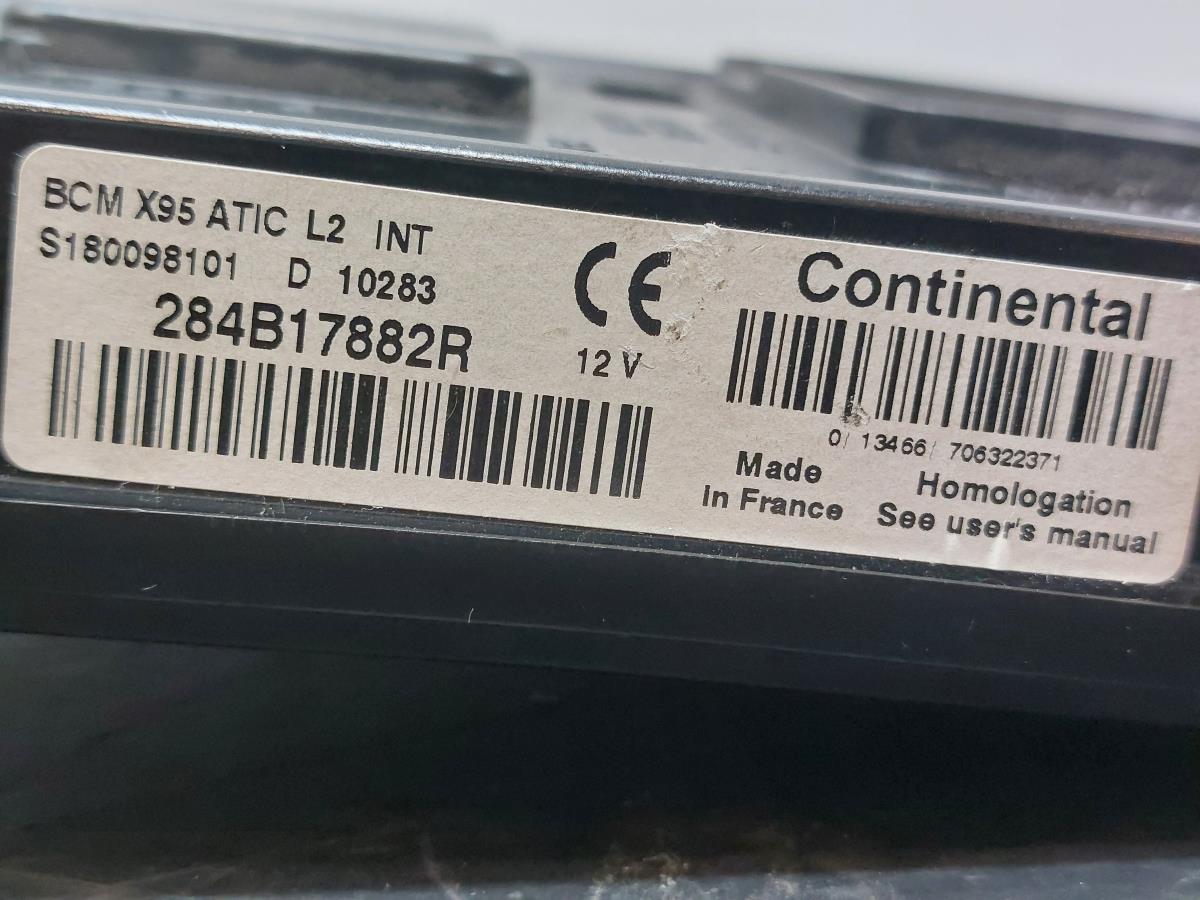 BCM X95 ATIC L2 INT
S180098101 D 10283
284B17882R
CE
12 V
Continental
0/ 13466/ 706322371
Made
in France
Homologation
See user's manual